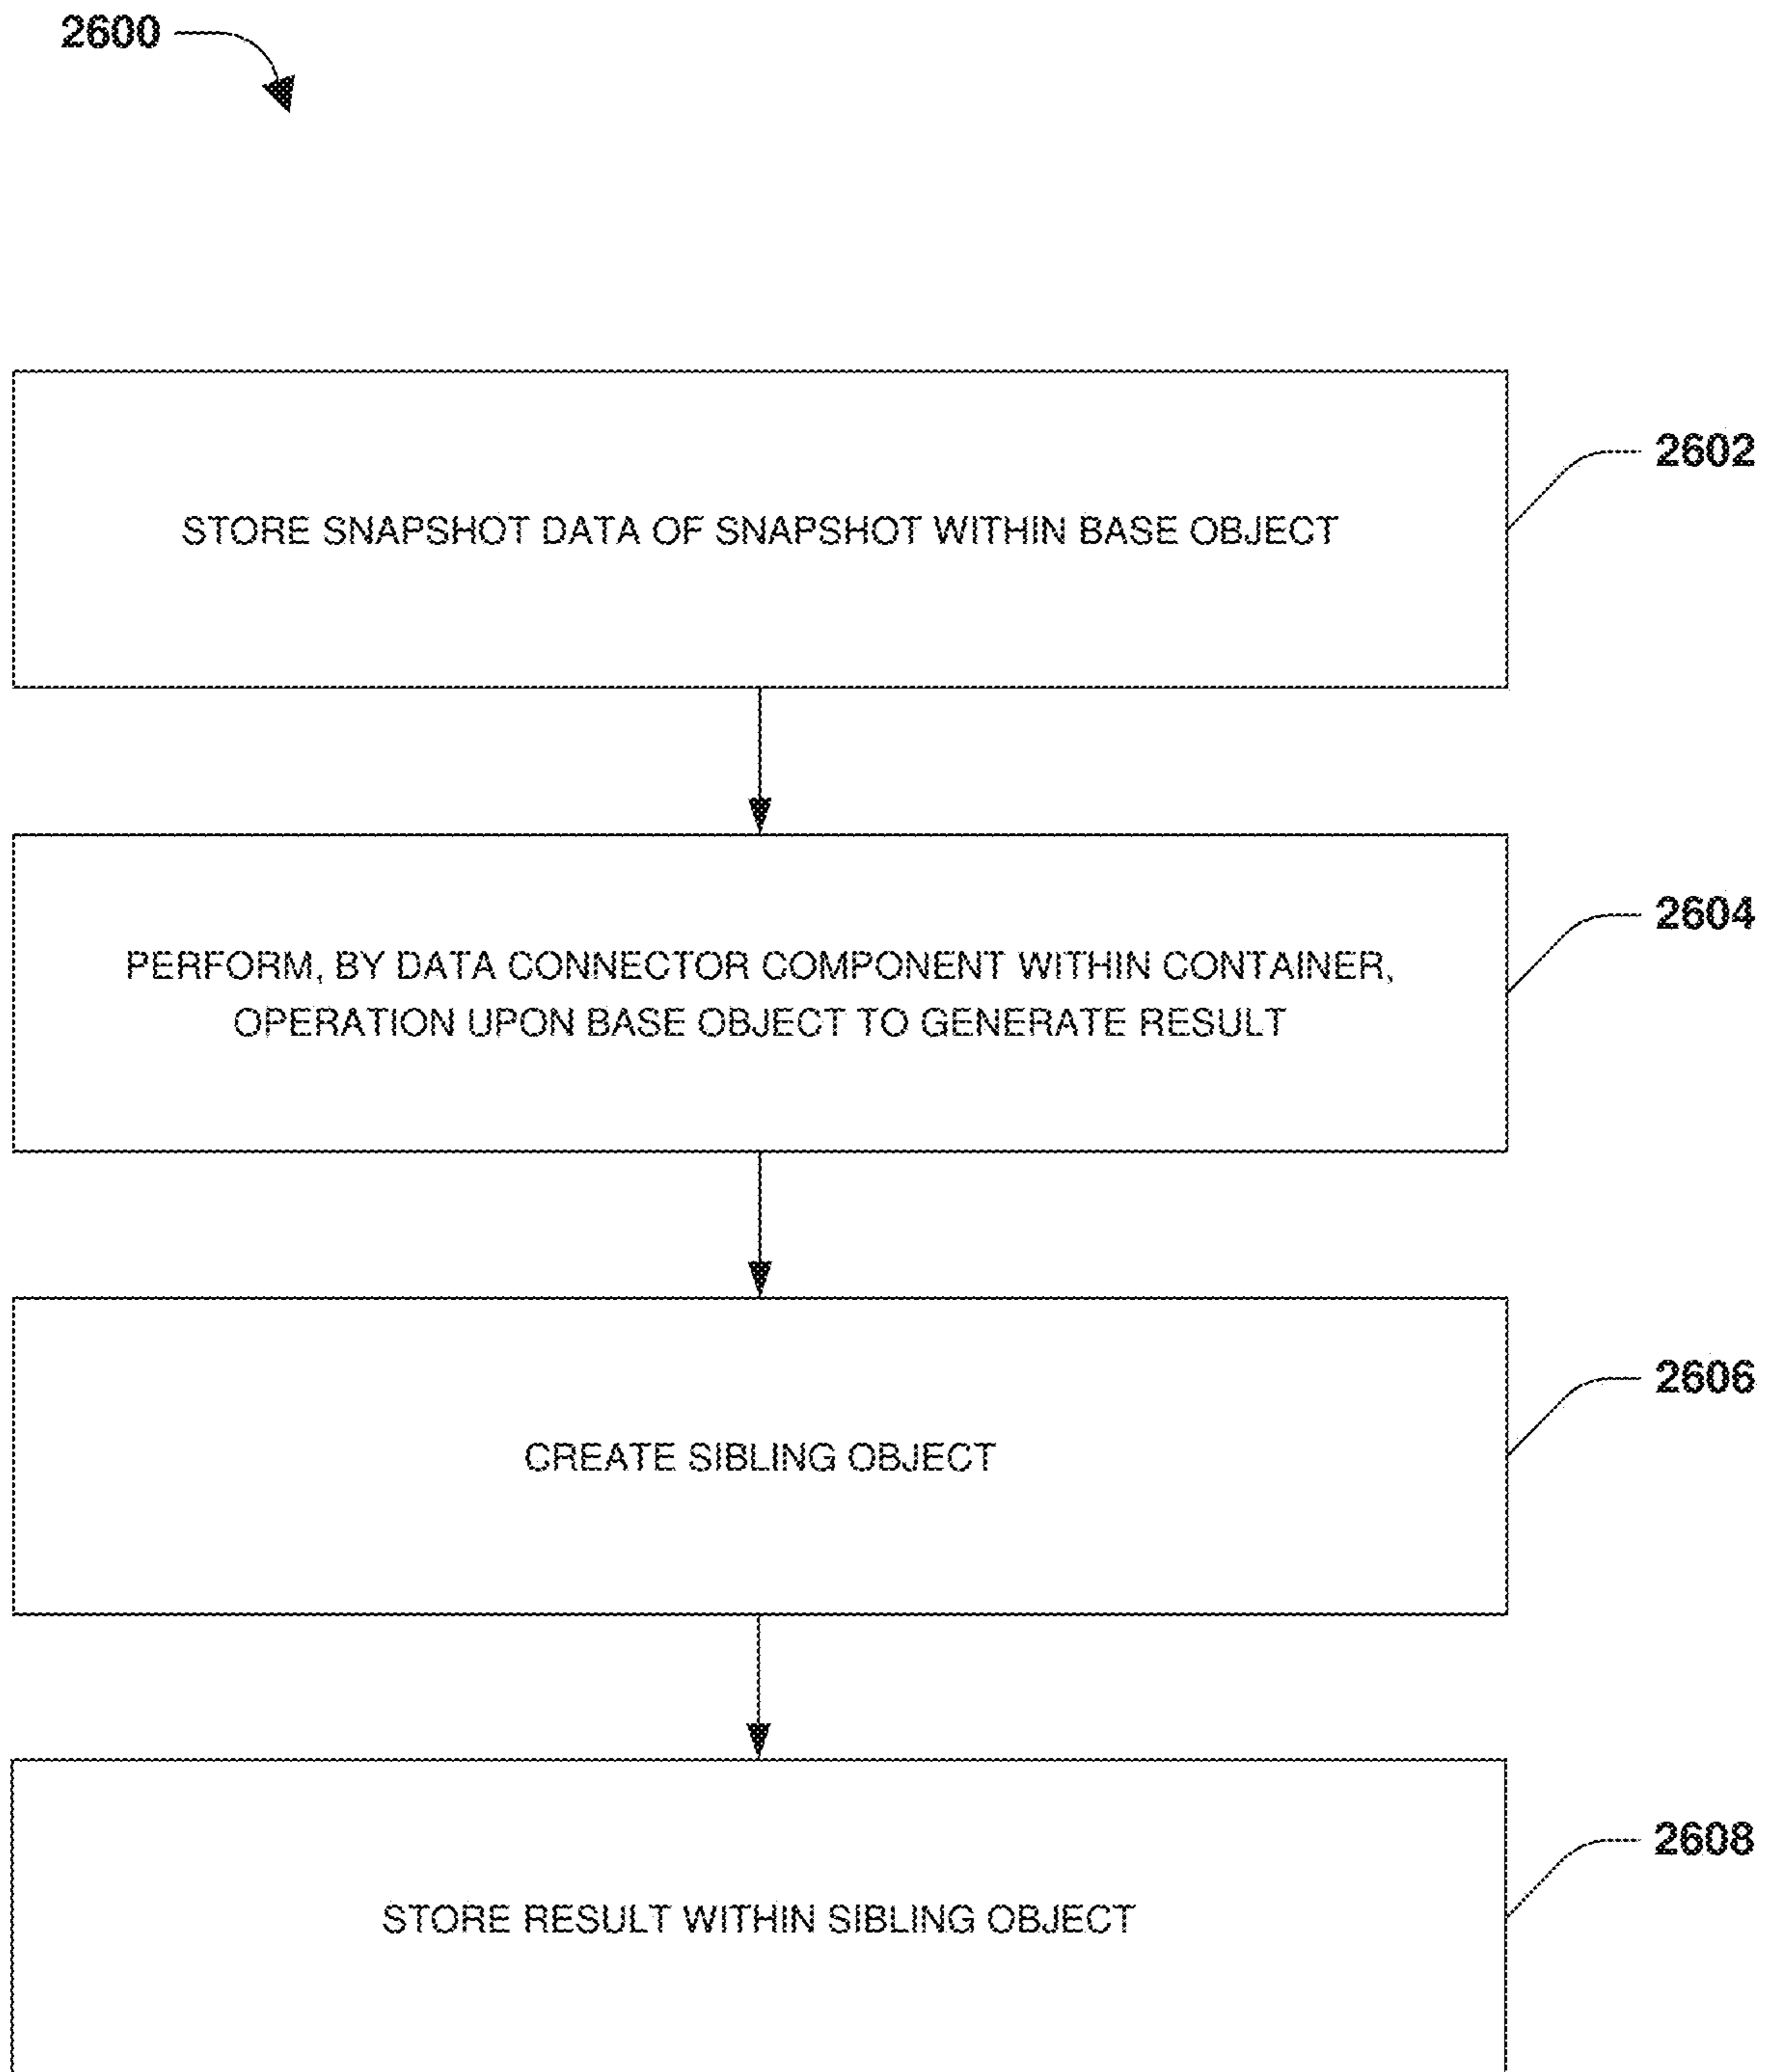 2600
STORE SNAPSHOT DATA OF SNAPSHOT WITHIN BASE OBJECT
2602
PERFORM, BY DATA CONNECTOR COMPONENT WITHIN CONTAINER,
OPERATION UPON BASE OBJECT TO GENERATE RESULT
2604
CREATE SIBLING OBJECT
2606
STORE RESULT WITHIN SIBLING OBJECT
2608